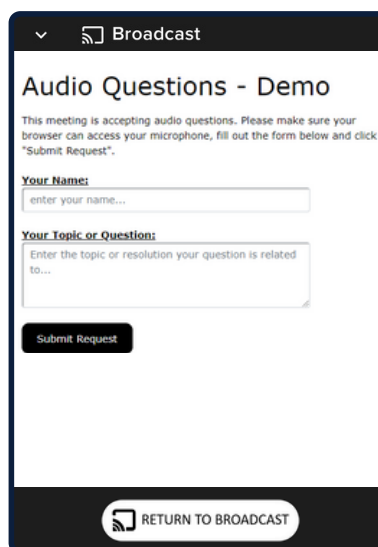 Broadcast
Audio Questions - Demo
This meeting is accepting audio questions. Please make sure your
browser can access your microphone, fill out the form below and click
"Submit Request".
Your Name:
enter your name...
Your Topic or Question:
Enter the topic or resolution your question is related
to...
Submit Request
RETURN TO BROADCAST